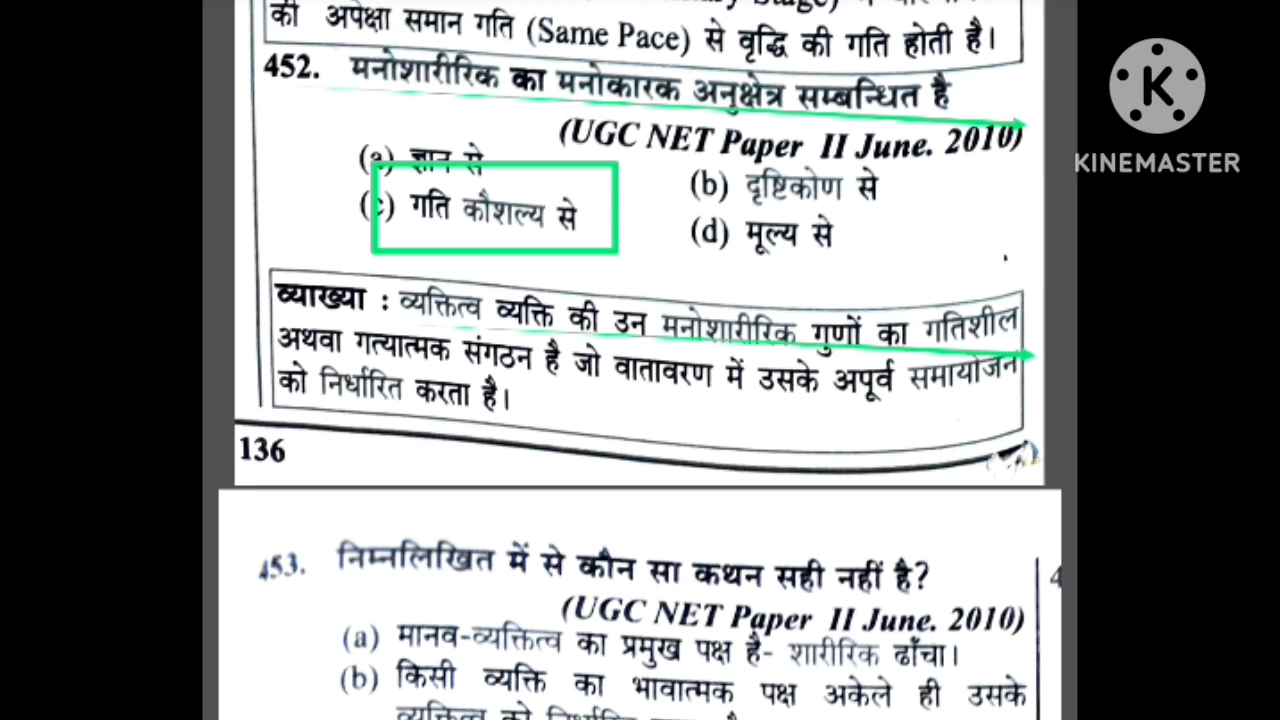 की अपेक्षा समान गति (Same Pace) से वृद्धि की गति होती है।
452. मनोशारीरिक का मनोकारक अनुक्षेत्र सम्बन्धित है
(UGC NET Paper II June. 2010)
(a) ज्ञान से
(b) दृष्टिकोण से
(c) गति कौशल्य से
(d) मूल्य से
व्याख्या : व्यक्तित्व व्यक्ति की उन मनोशारीरिक गुणों का गतिशील
अथवा गत्यात्मक संगठन है जो वातावरण में उसके अपूर्व समायोजन
को निर्धारित करता है।
136
453. निम्नलिखित में से कौन सा कथन सही नहीं है?
(UGC NET Paper II June. 2010)
(a) मानव-व्यक्तित्व का प्रमुख पक्ष है- शारीरिक ढाँचा।
(b) किसी व्यक्ति का भावात्मक पक्ष अकेले ही उसके
K
KINEMASTER